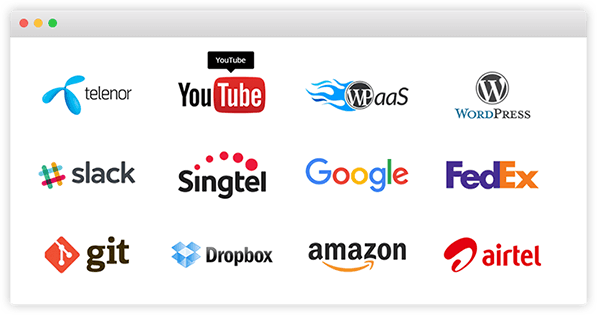 YouTube
telenor
YouTube
WPaaS
WORDPRESS
slack
Singtel
Google
FedEx
git
Dropbox
amazon
airtel